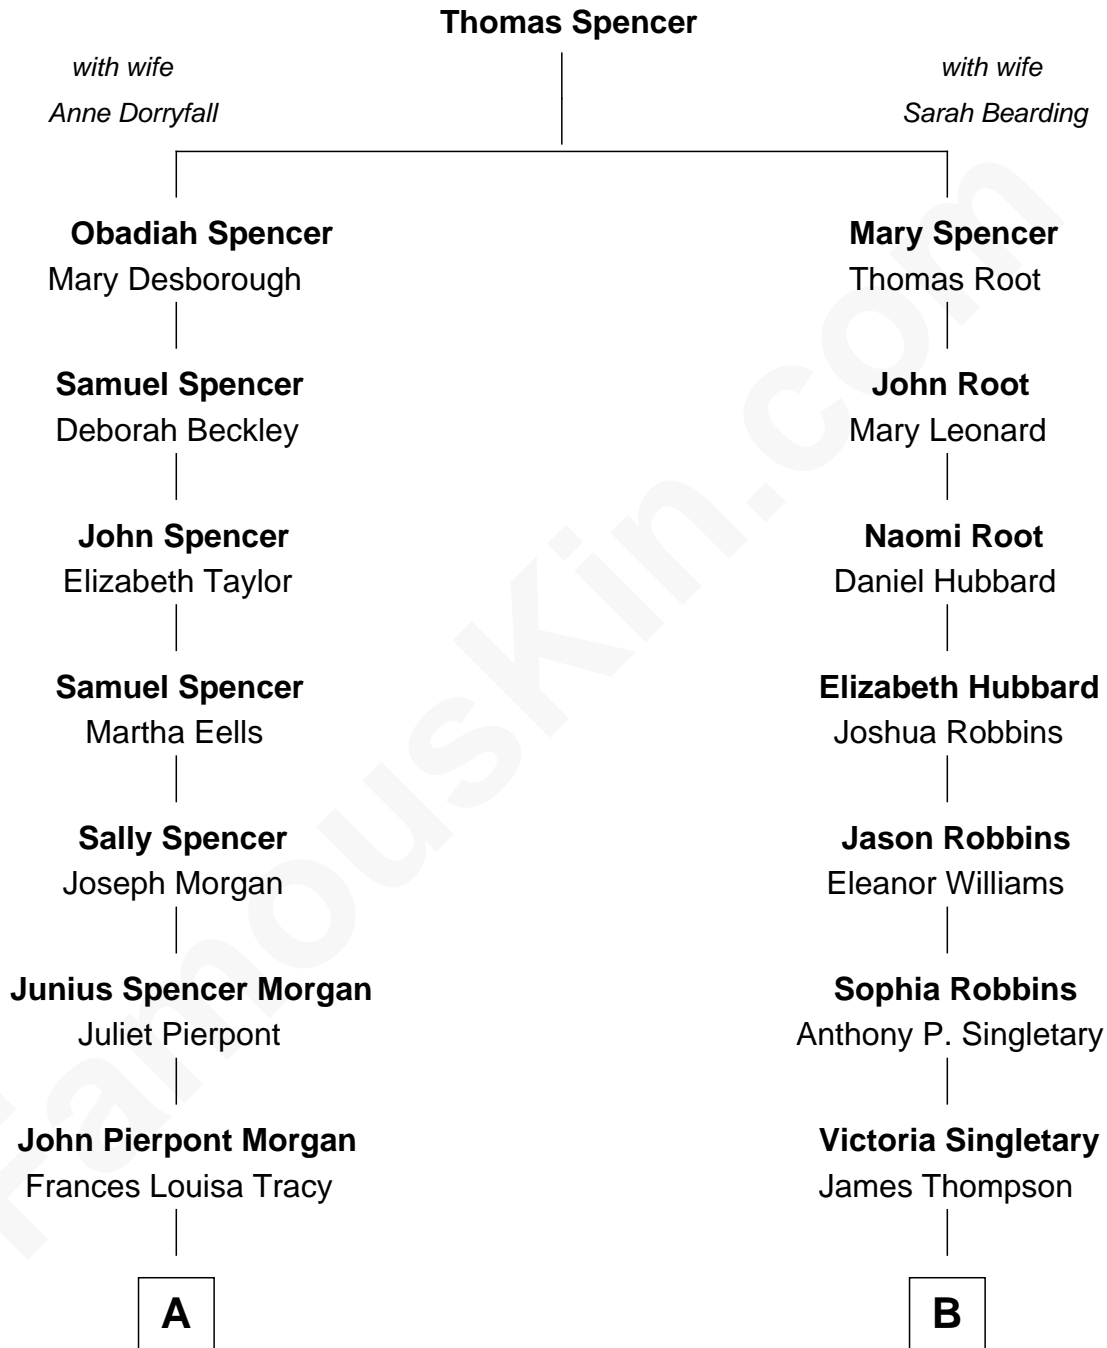 Thomas Spencer
with wife
Anne Dorryfall
with wife
Sarah Bearding
Obadiah Spencer
Mary Desborough
Mary Spencer
Thomas Root
Samuel Spencer
Deborah Beckley
John Root
Mary Leonard
John Spencer
Elizabeth Taylor
Naomi Root
Daniel Hubbard
Samuel Spencer
Martha Eells
Elizabeth Hubbard
Joshua Robbins
Sally Spencer
Joseph Morgan
Jason Robbins
Eleanor Williams
Junius Spencer Morgan
Juliet Pierpont
Sophia Robbins
Anthony P. Singletary
John Pierpont Morgan
Frances Louisa Tracy
Victoria Singletary
James Thompson
A
B
FamousKin.com